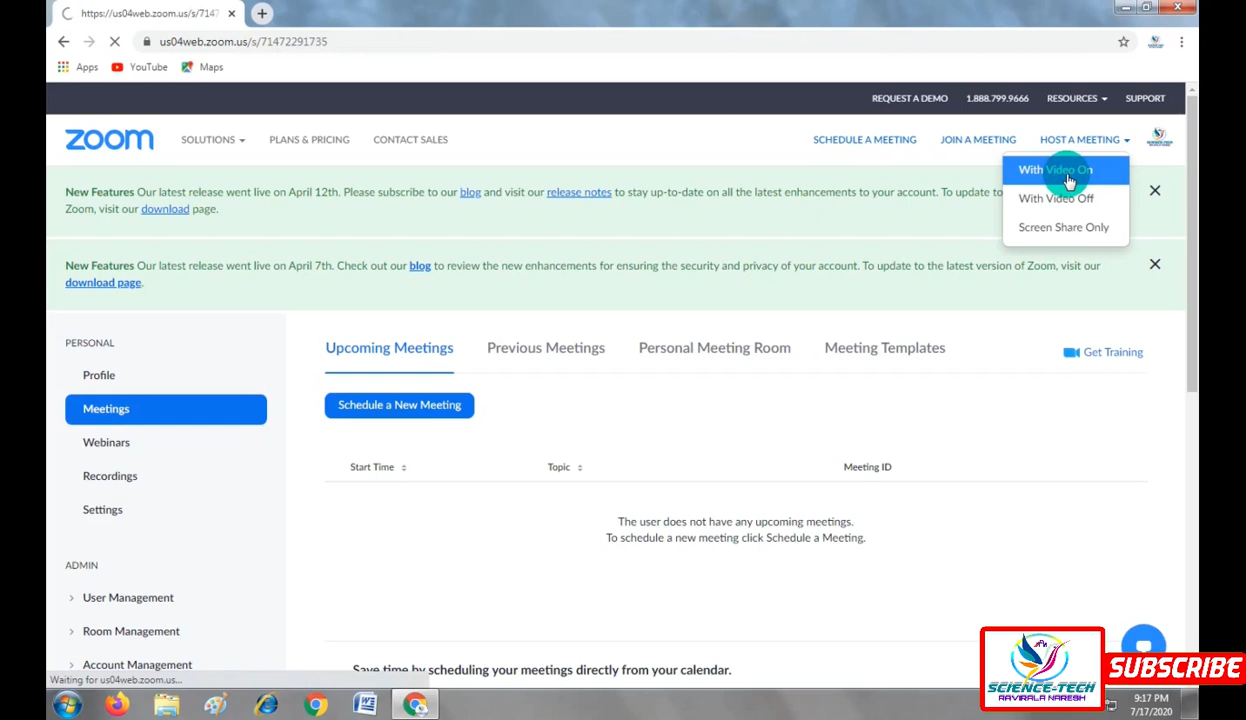 https://us04web.zoom.us/s/7147
us04web.zoom.us/s/71472291735
Apps YouTube Maps
REQUEST A DEMO 1.888.799.9666 RESOURCES SUPPORT
zoom SOLUTIONS PLANS & PRICING CONTACT SALES SCHEDULE A MEETING JOIN A MEETING HOST A MEETING
With Video On
With Video Off
Screen Share Only
New Features Our latest release went live on April 12th. Please subscribe to our blog and visit our release notes to stay up-to-date on all the latest enhancements to your account. To update to
Zoom, visit our download page.
New Features Our latest release went live on April 7th. Check out our blog to review the new enhancements for ensuring the security and privacy of your account. To update to the latest version of Zoom, visit our
download page.
PERSONAL
Profile
Meetings
Webinars
Recordings
Settings
ADMIN
User Management
Room Management
Account Management
Upcoming Meetings Previous Meetings Personal Meeting Room Meeting Templates
Get Training
Schedule a New Meeting
Start Time Topic Meeting ID
The user does not have any upcoming meetings.
To schedule a new meeting click Schedule a Meeting.
Save time by scheduling your meetings directly from your calendar.
Waiting for us04web.zoom.us...
SCIENCE-TECH
RAVIRALA NARESH
SUBSCRIBE
9:17 PM
7/17/2020